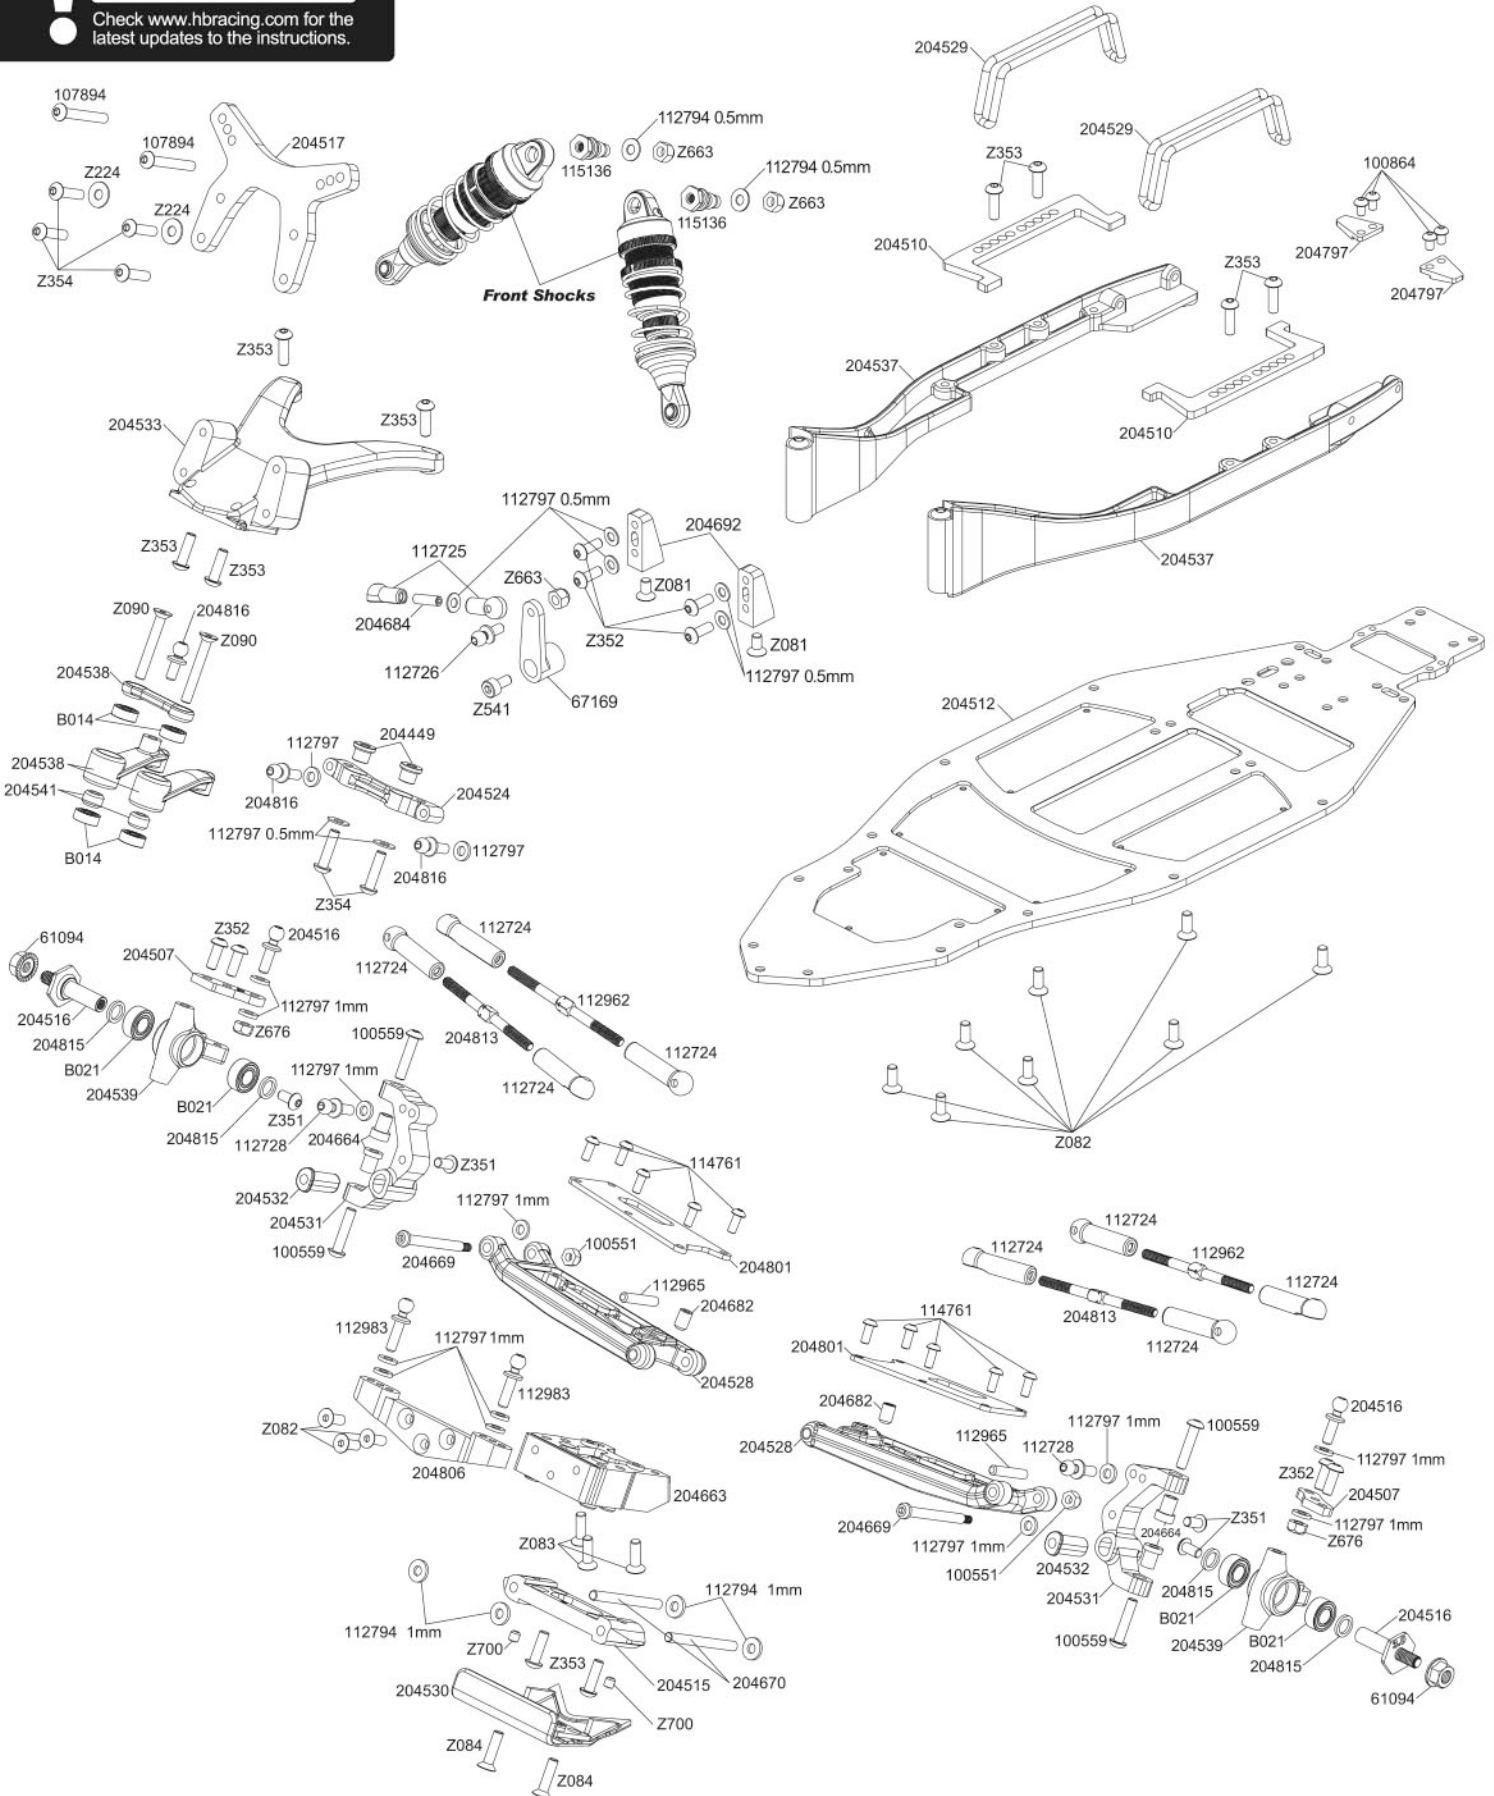 Check www.hbracing.com for the
latest updates to the instructions.
204529
107894
112794 0.5mm
204529
107894
204517
Z663
Z353
115136
112794 0.5mm
100864
Z224
Z663
Z224
115136
204510
204797
Z354
Z353
Front Shocks
204797
Z353
204537
Z353
204533
204510
112797 0.5mm
204692
Z353
112725
204537
Z353
Z663
Z081
Z090
204816
204684
Z352
Z090
Z081
204538
112726
112797 0.5mm
67169
B014
Z541
204512
204449
112797
204538
204541
204816
204524
112797 0.5mm
112797
B014
204816
Z354
112724
61094
Z352
204516
204507
112724
112962
112797 1mm
204516
Z676
100559
204813
204815
112724
B021
112797 1mm
112724
204539
B021
Z351
204815
112728
204664
Z082
Z351
114761
204532
112797 1mm
204531
112724
100559
100551
112724
112962
204669
204801
112965
112724
204682
114761
204813
112983
112797 1mm
204801
112724
204528
112983
204682
204516
Z082
112797 1mm
100559
112965
204528
112728
112797 1mm
204806
Z352
204663
204507
Z351
204669
112797 1mm
204664
Z083
112797 1mm
Z676
204532
100551
112794 1mm
204815
204531
B021
204516
112794 1mm
100559
B021
Z700
204539
Z353
204815
204515
204670
204530
61094
Z700
Z084
Z084